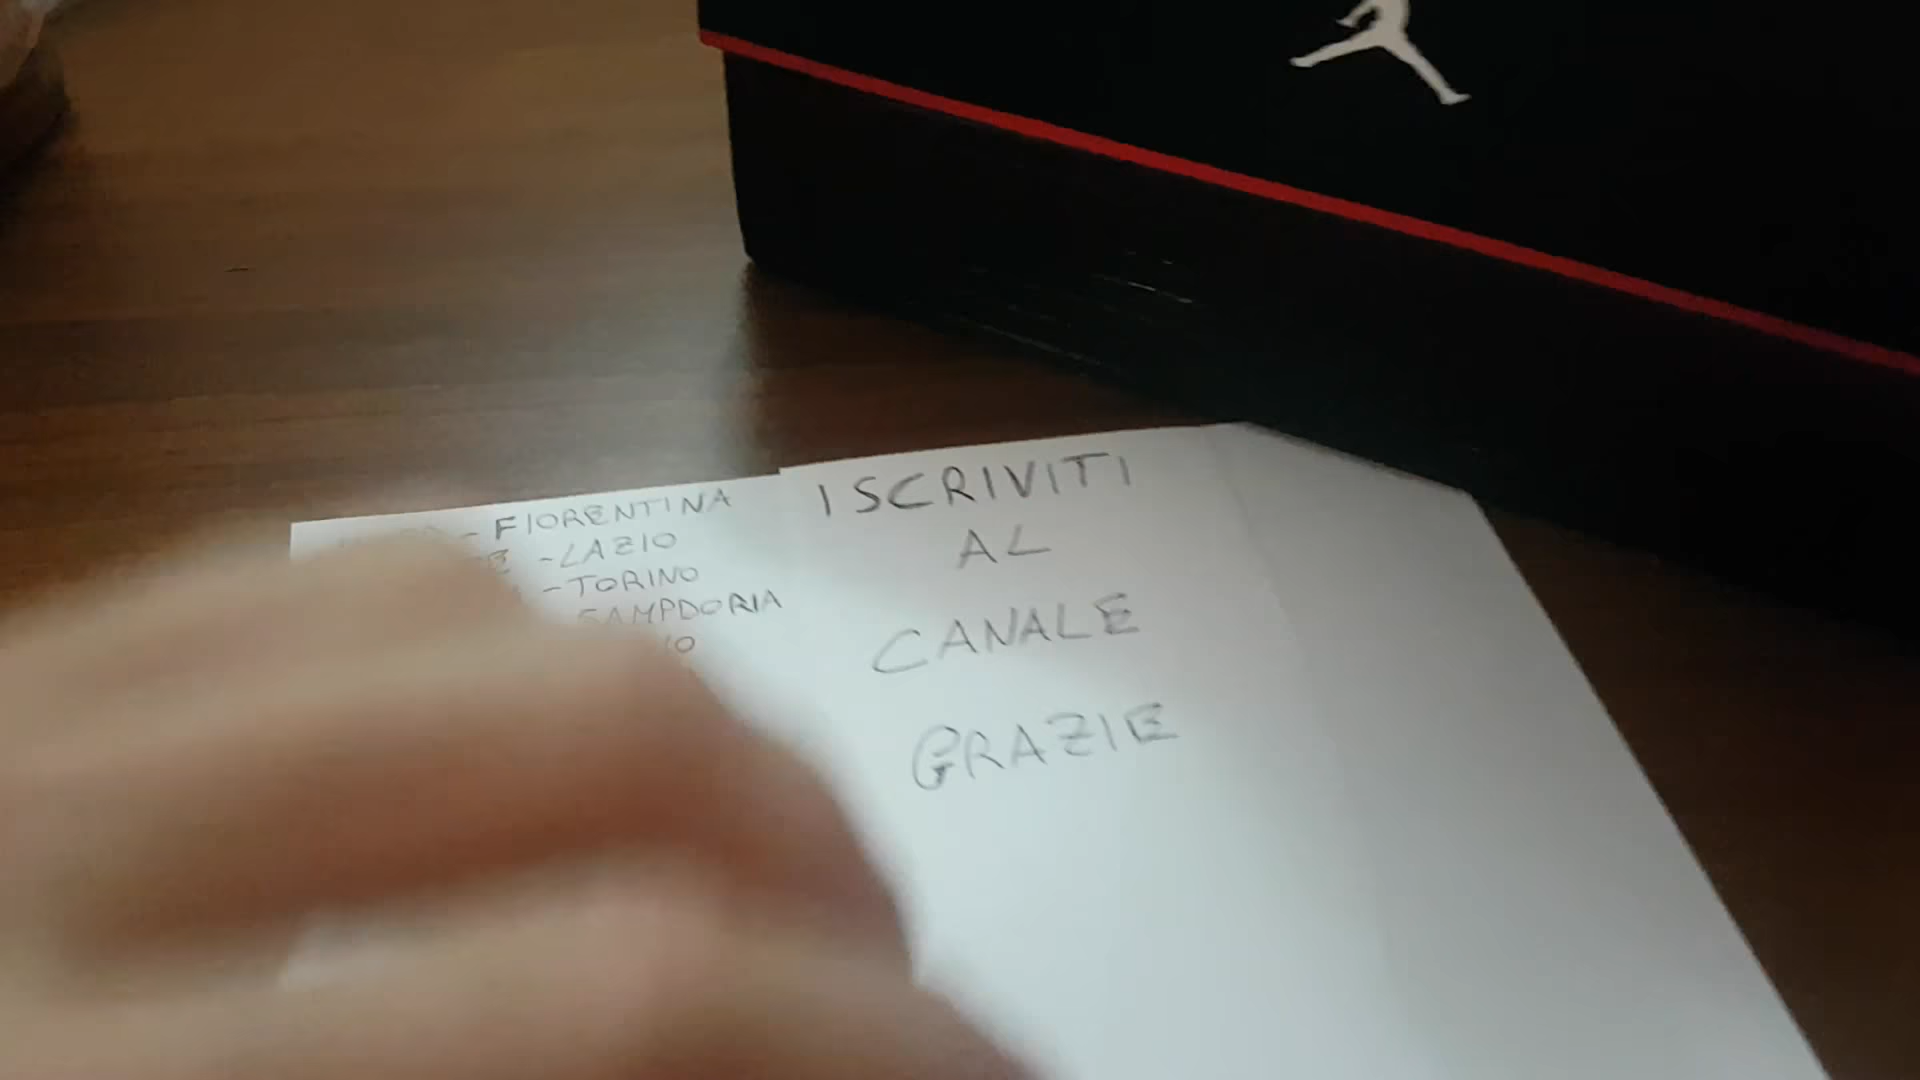 - FIORENTINA
- LAZIO
- TORINO
SAMPDORIA
ISCRIVITI
AL
CANALE
GRAZIE